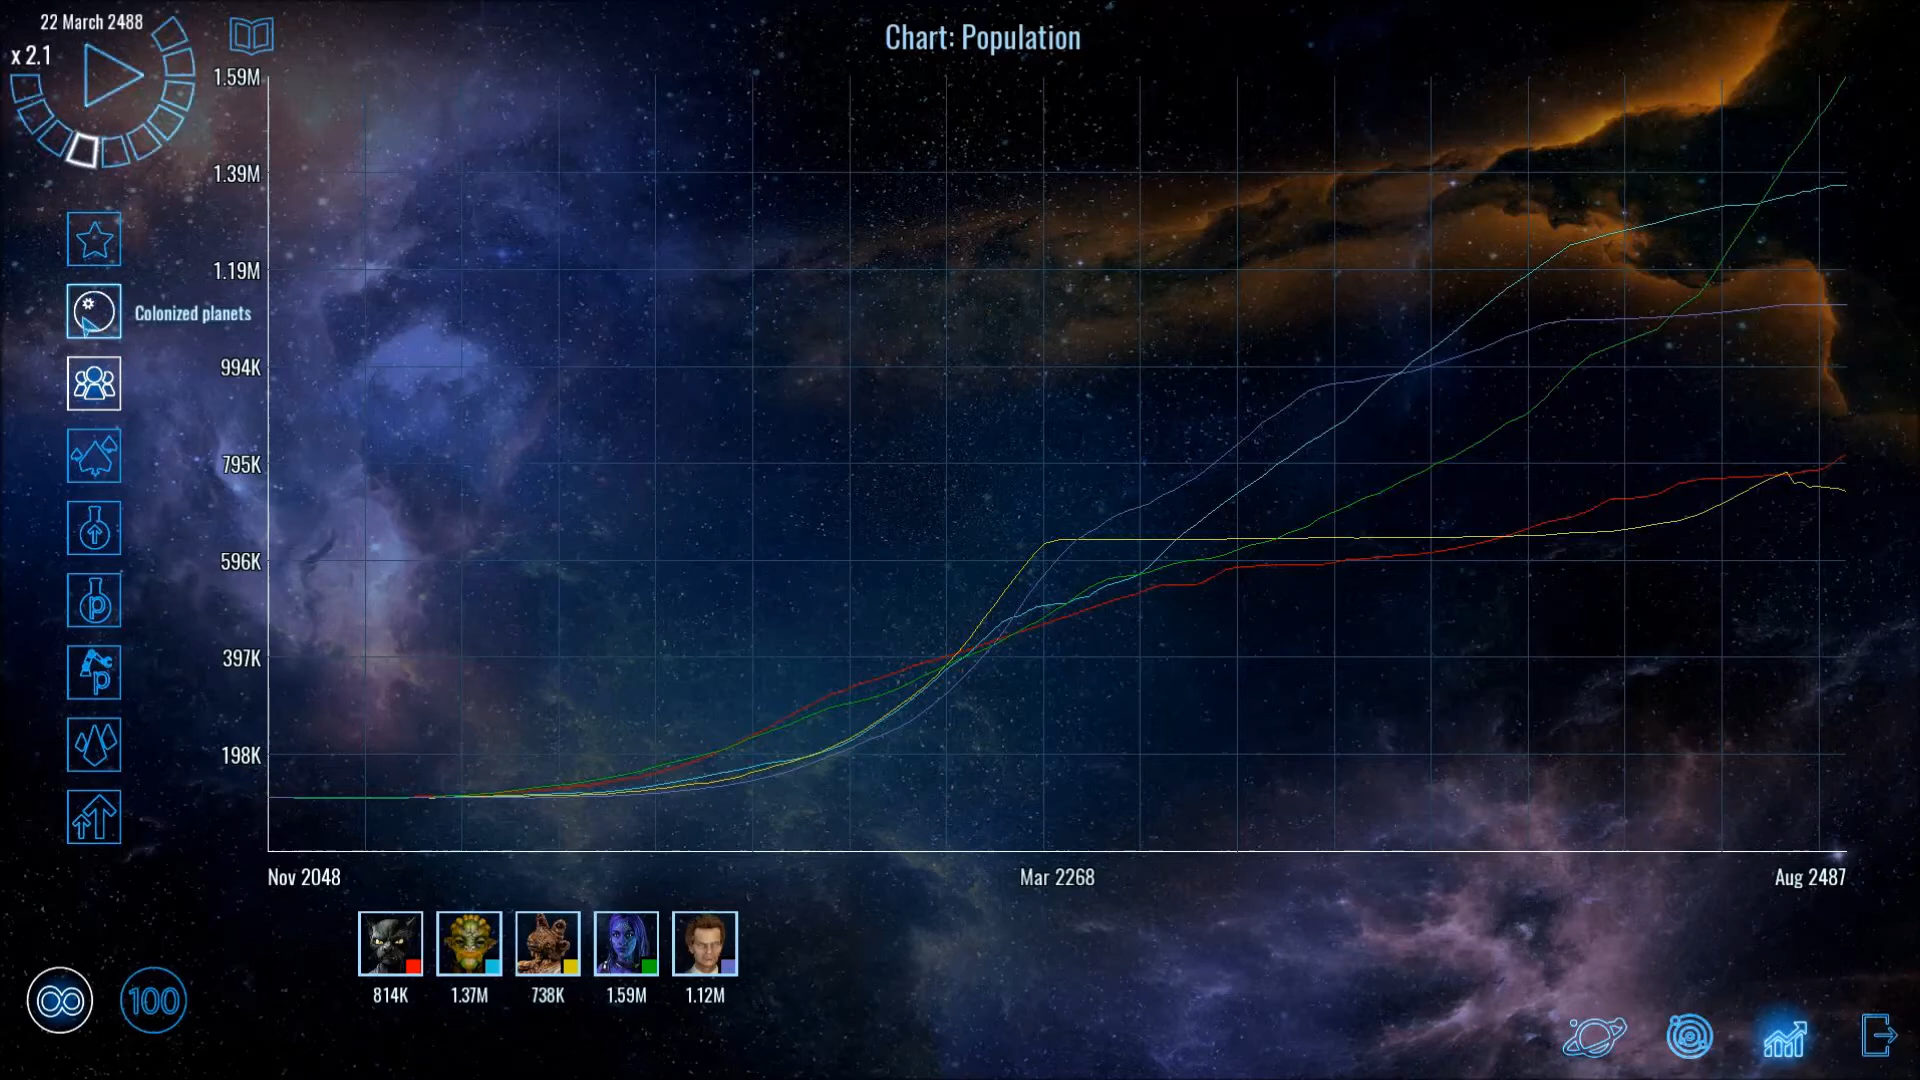 22 March 2488
x 2.1
Chart: Population
1.59M
1.39M
1.19M
Colonized planets
994K
795K
596K
397K
198K
Nov 2048
Mar 2268
Aug 2487
814K
1.37M
738K
1.59M
1.12M
100
p
p